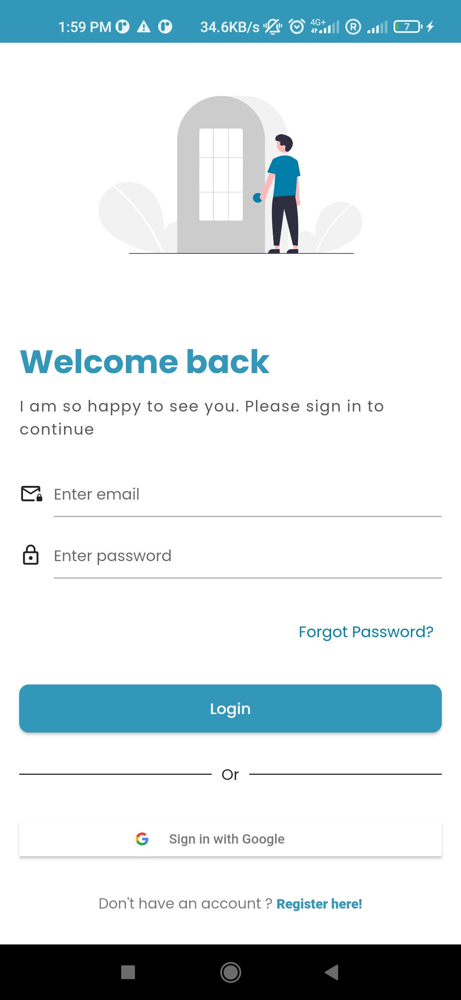 1:59 PM 34.6KB/s 4G+ R 7
Welcome back
I am so happy to see you. Please sign in to
continue
Enter email
Enter password
Forgot Password?
Login
Or
Sign in with Google
Don't have an account ? Register here!